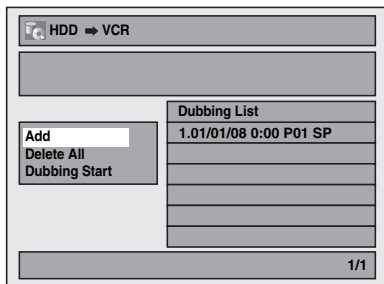 HDD ➡ VCR
Dubbing List
1.01/01/08 0:00 P01 SP
Add
Delete All
Dubbing Start
1/1